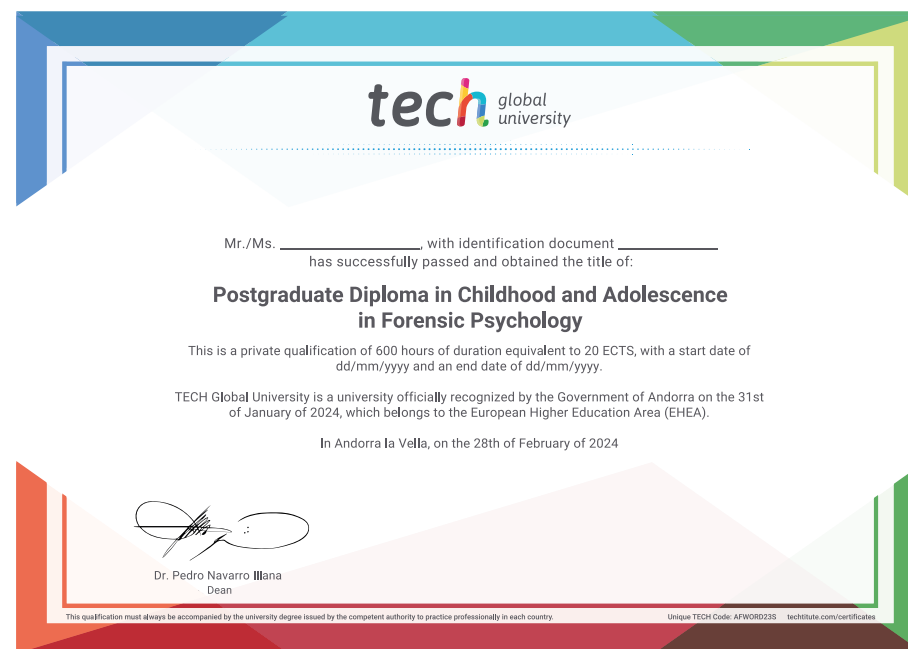 tech global university
Mr./Ms. ____________, with identification document ____________
has successfully passed and obtained the title of:
Postgraduate Diploma in Childhood and Adolescence
in Forensic Psychology
This is a private qualification of 600 hours of duration equivalent to 20 ECTS, with a start date of
dd/mm/yyyy and an end date of dd/mm/yyyy.
TECH Global University is a university officially recognized by the Government of Andorra on the 31st
of January of 2024, which belongs to the European Higher Education Area (EHEA).
In Andorra la Vella, on the 28th of February of 2024
Dr. Pedro Navarro Illana
Dean
This qualification must always be accompanied by the university degree issued by the competent authority to practice professionally in each country.
Unique TECH Code: AFWORD23S techtitute.com/certificates